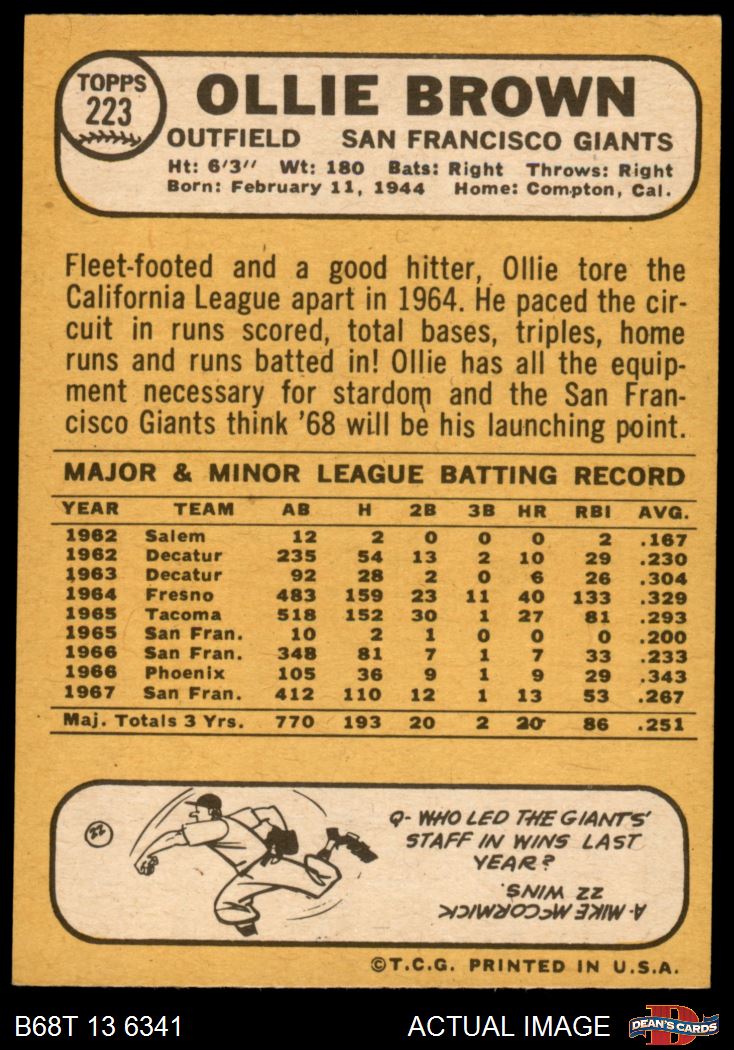 TOPPS
223
OLLIE BROWN
OUTFIELD SAN FRANCISCO GIANTS
Ht: 6'3" Wt: 180 Bats: Right Throws: Right
Born: February 11, 1944 Home: Compton, Cal.
Fleet-footed and a good hitter, Ollie tore the
California League apart in 1964. He paced the cir-
cuit in runs scored, total bases, triples, home
runs and runs batted in! Ollie has all the equip-
ment necessary for stardom and the San Fran-
cisco Giants think '68 will be his launching point.
MAJOR & MINOR LEAGUE BATTING RECORD
YEAR TEAM AB H 2B 3B HR RBI AVG.
1962 Salem 12 2 0 0 0 2 .167
1962 Decatur 235 54 13 2 10 29 .230
1963 Decatur 92 28 2 0 6 26 .304
1964 Fresno 483 159 23 11 40 133 .329
1965 Tacoma 518 152 30 1 27 81 .293
1965 San Fran. 10 2 1 0 0 0 .200
1966 San Fran. 348 81 7 1 7 33 .233
1966 Phoenix 105 36 9 1 9 29 .343
1967 San Fran. 412 110 12 1 13 53 .267
Maj. Totals 3 Yrs. 770 193 20 2 20 86 .251
22
Q- WHO LED THE GIANTS'
STAFF IN WINS LAST
YEAR?
A- MIKE McCORMICK
22 WINS.
©T.C.G. PRINTED IN U.S.A.
B68T 13 6341 ACTUAL IMAGE DEAN'S CARDS